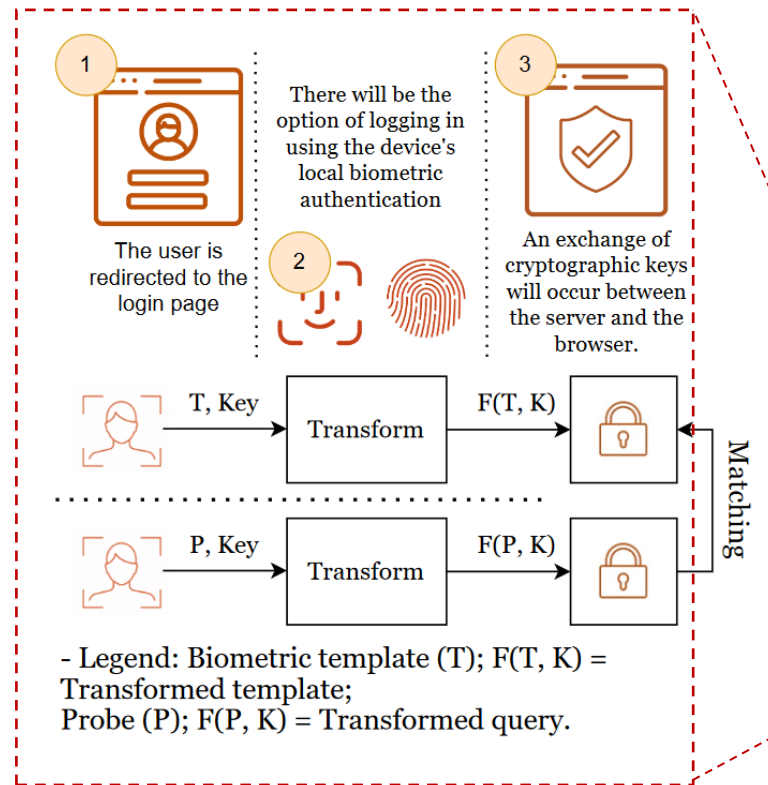 1
The user is
redirected to the
login page
There will be the
option of logging in
using the device's
local biometric
authentication
2
3
An exchange of
cryptographic keys
will occur between
the server and the
browser.
T, Key
Transform
F(T, K)
P, Key
Transform
F(P, K)
Matching
- Legend: Biometric template (T); F(T, K) =
Transformed template;
Probe (P); F(P, K) = Transformed query.